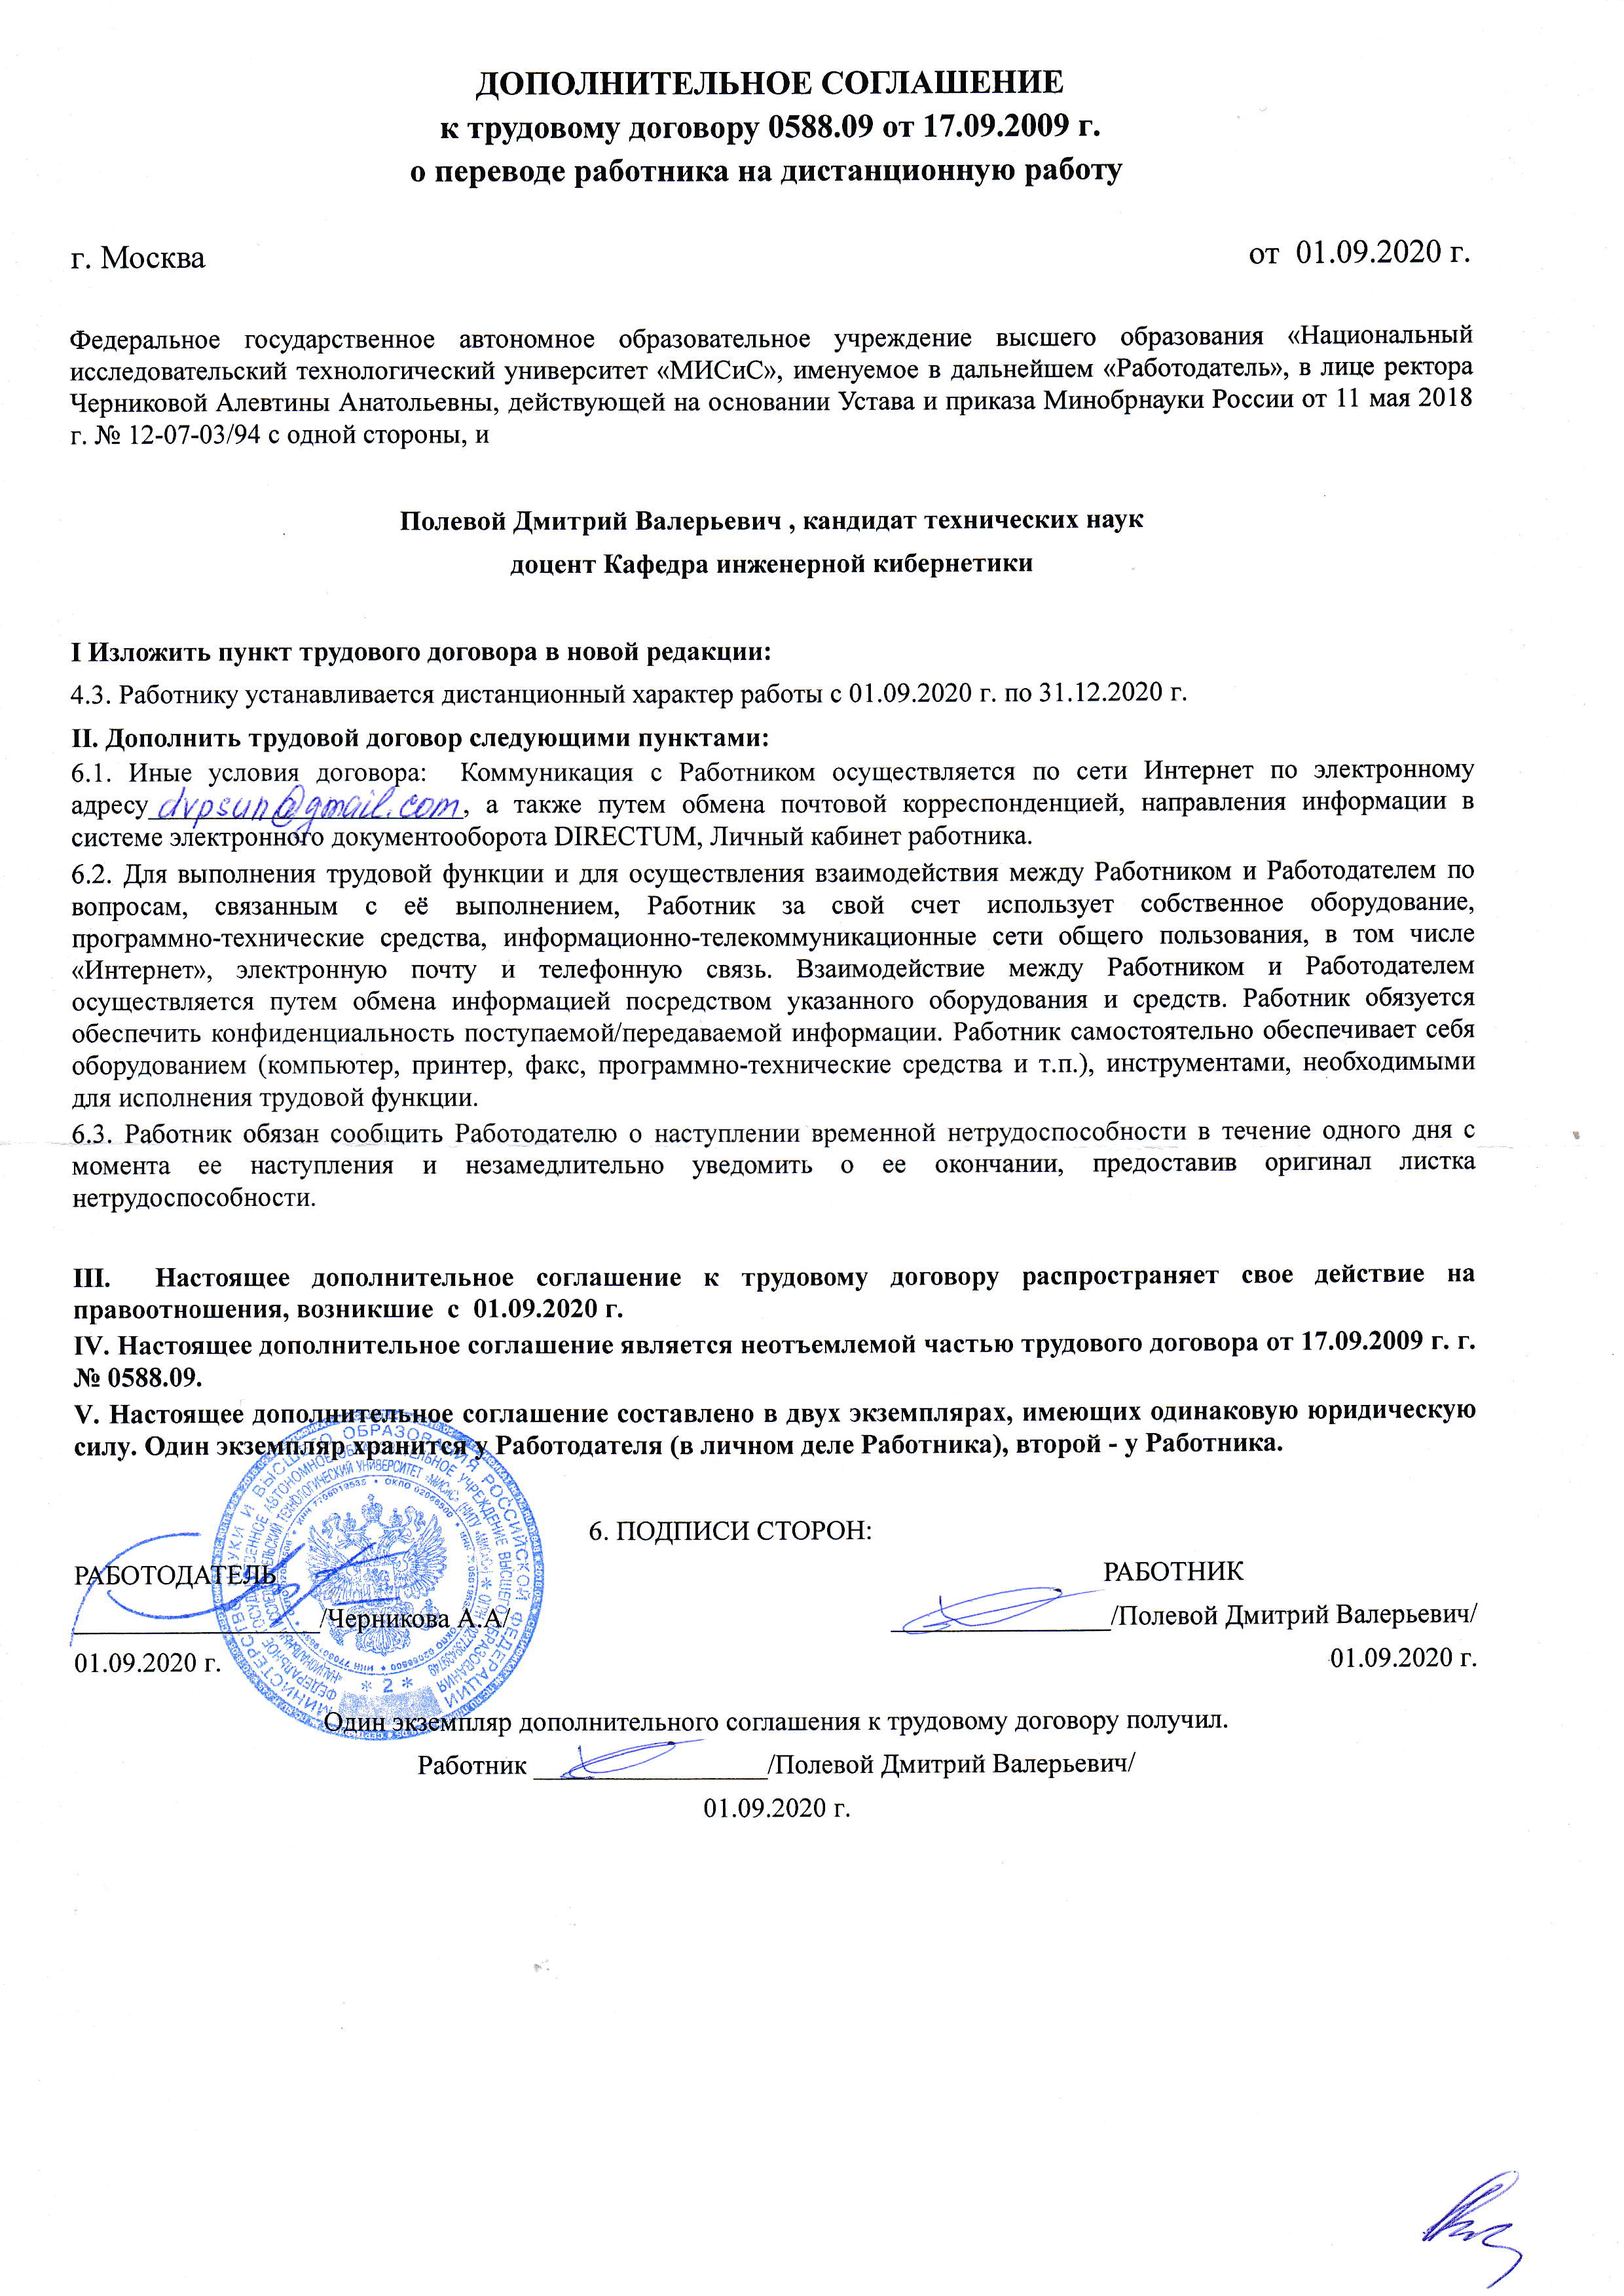 ДОПОЛНИТЕЛЬНОЕ СОГЛАШЕНИЕ
к трудовому договору 0588.09 от 17.09.2009 г.
о переводе работника на дистанционную работу
г. Москва от 01.09.2020 г.
Федеральное государственное автономное образовательное учреждение высшего образования «Национальный
исследовательский технологический университет «МИСиС», именуемое в дальнейшем «Работодатель», в лице ректора
Черниковой Алевтины Анатольевны, действующей на основании Устава и приказа Минобрнауки России от 11 мая 2018
г. № 12-07-03/94 с одной стороны, и
Полевой Дмитрий Валерьевич , кандидат технических наук
доцент Кафедра инженерной кибернетики
I Изложить пункт трудового договора в новой редакции:
4.3. Работнику устанавливается дистанционный характер работы с 01.09.2020 г. по 31.12.2020 г.
II. Дополнить трудовой договор следующими пунктами:
6.1. Иные условия договора: Коммуникация с Работником осуществляется по сети Интернет по электронному
адресу dvpsun@gmail.com, а также путем обмена почтовой корреспонденцией, направления информации в
системе электронного документооборота DIRECTUM, Личный кабинет работника.
6.2. Для выполнения трудовой функции и для осуществления взаимодействия между Работником и Работодателем по
вопросам, связанным с её выполнением, Работник за свой счет использует собственное оборудование,
программно-технические средства, информационно-телекоммуникационные сети общего пользования, в том числе
«Интернет», электронную почту и телефонную связь. Взаимодействие между Работником и Работодателем
осуществляется путем обмена информацией посредством указанного оборудования и средств. Работник обязуется
обеспечить конфиденциальность поступаемой/передаваемой информации. Работник самостоятельно обеспечивает себя
оборудованием (компьютер, принтер, факс, программно-технические средства и т.п.), инструментами, необходимыми
для исполнения трудовой функции.
6.3. Работник обязан сообщить Работодателю о наступлении временной нетрудоспособности в течение одного дня с
момента ее наступления и незамедлительно уведомить о ее окончании, предоставив оригинал листка
нетрудоспособности.
III. Настоящее дополнительное соглашение к трудовому договору распространяет свое действие на
правоотношения, возникшие с 01.09.2020 г.
IV. Настоящее дополнительное соглашение является неотъемлемой частью трудового договора от 17.09.2009 г. г.
№ 0588.09.
V. Настоящее дополнительное соглашение составлено в двух экземплярах, имеющих одинаковую юридическую
силу. Один экземпляр хранится у Работодателя (в личном деле Работника), второй - у Работника.
6. ПОДПИСИ СТОРОН:
РАБОТОДАТЕЛЬ РАБОТНИК
/Черникова А.А/ /Полевой Дмитрий Валерьевич/
01.09.2020 г. 01.09.2020 г.
Один экземпляр дополнительного соглашения к трудовому договору получил.
Работник /Полевой Дмитрий Валерьевич/
01.09.2020 г.